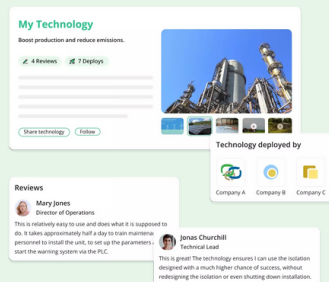 My Technology
Boost production and reduce emissions.
4 Reviews
7 Deploys
Share technology
Follow
Technology deployed by
Company A
Company B
Company C
Reviews
Mary Jones
Director of Operations
This is relatively easy to use and does what it is supposed to
do. It takes approximately half a day to train
personnel to install the unit, to set up the parameters
start the warning system via the PLC.
Jonas Churchill
Technical Lead
This is great! The technology ensures I can use the isolation
designed with a much higher chance of success, without
redesigning the isolation or even shutting down installation.